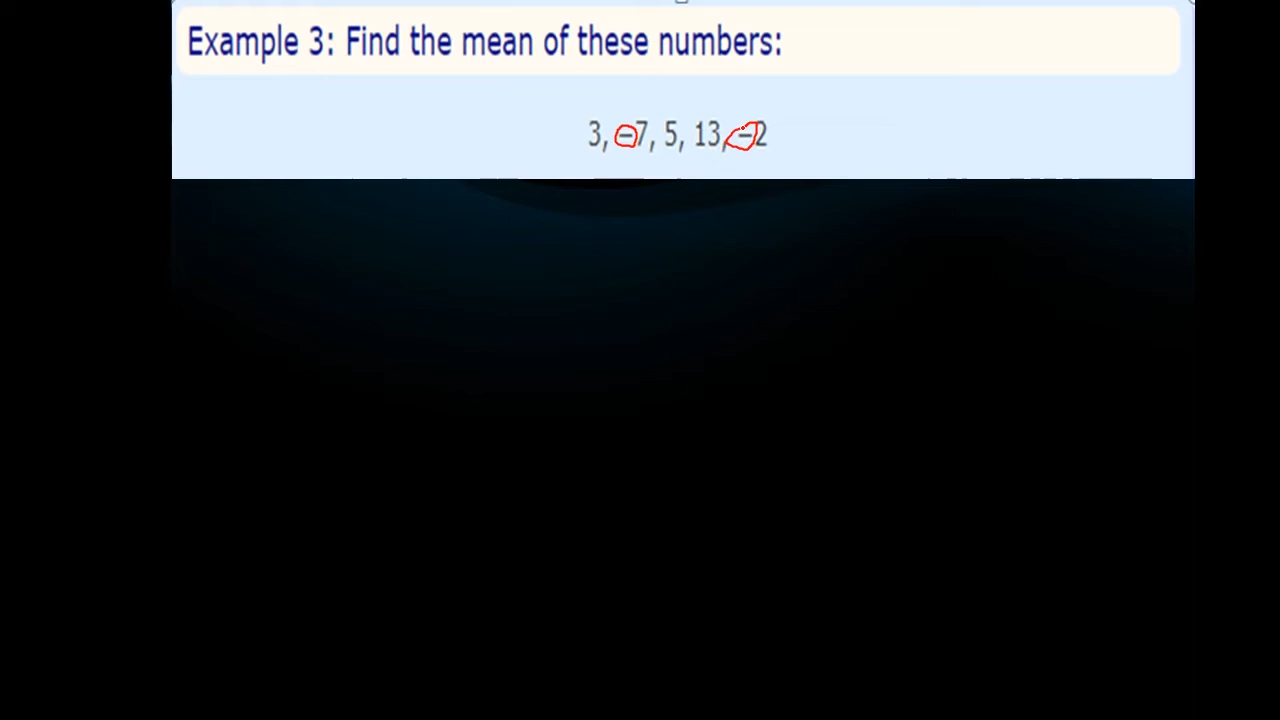 Example 3: Find the mean of these numbers:
3, −7, 5, 13, −2